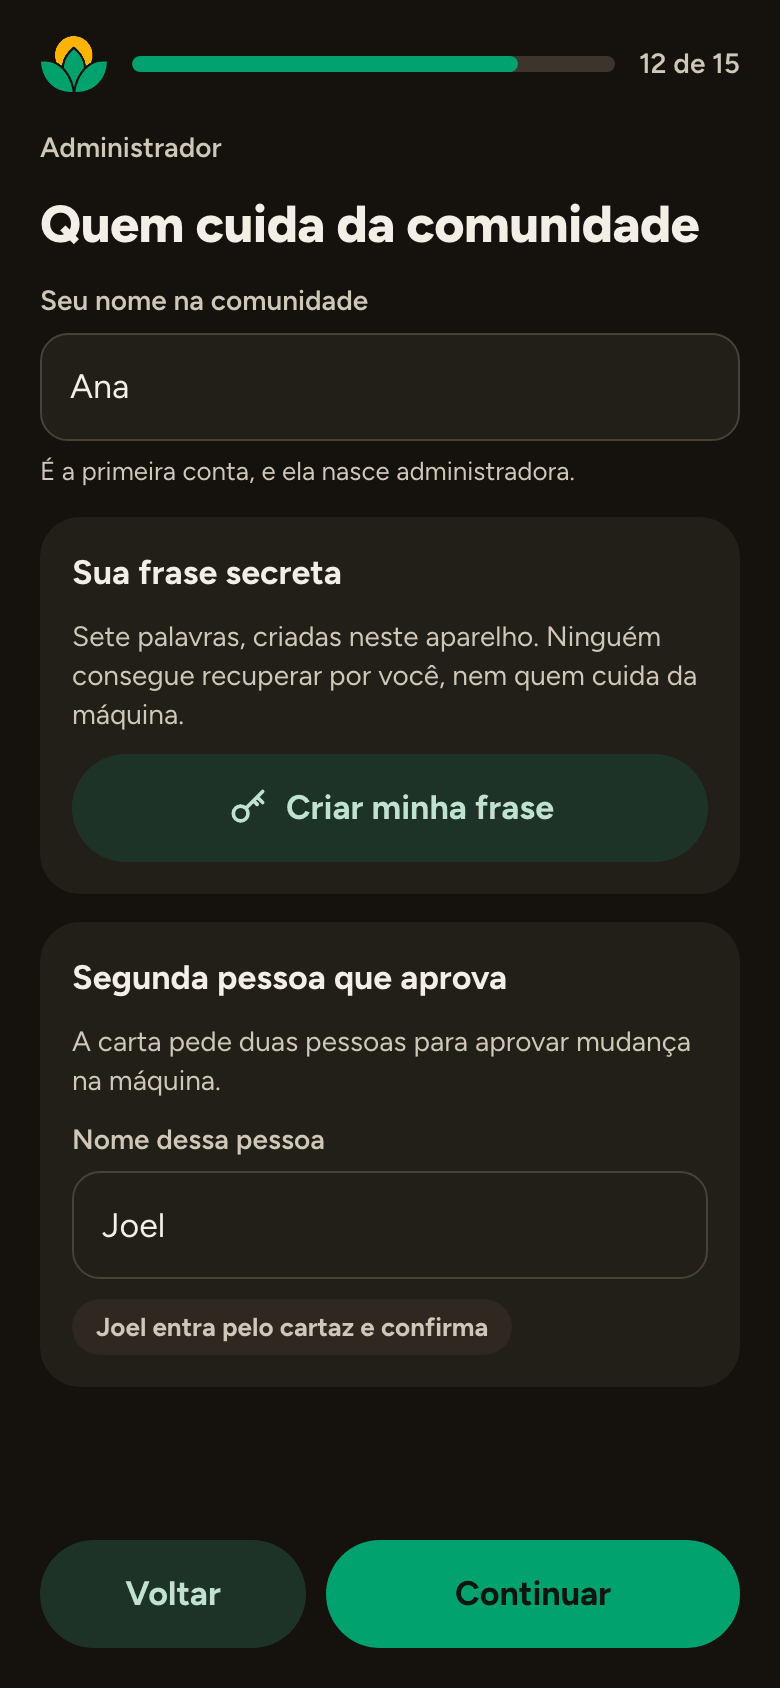 12 de 15
Administrador
Quem cuida da comunidade
Seu nome na comunidade
Ana
É a primeira conta, e ela nasce administradora.
Sua frase secreta
Sete palavras, criadas neste aparelho. Ninguém
consegue recuperar por você, nem quem cuida da
máquina.
Criar minha frase
Segunda pessoa que aprova
A carta pede duas pessoas para aprovar mudança
na máquina.
Nome dessa pessoa
Joel
Joel entra pelo cartaz e confirma
Voltar
Continuar